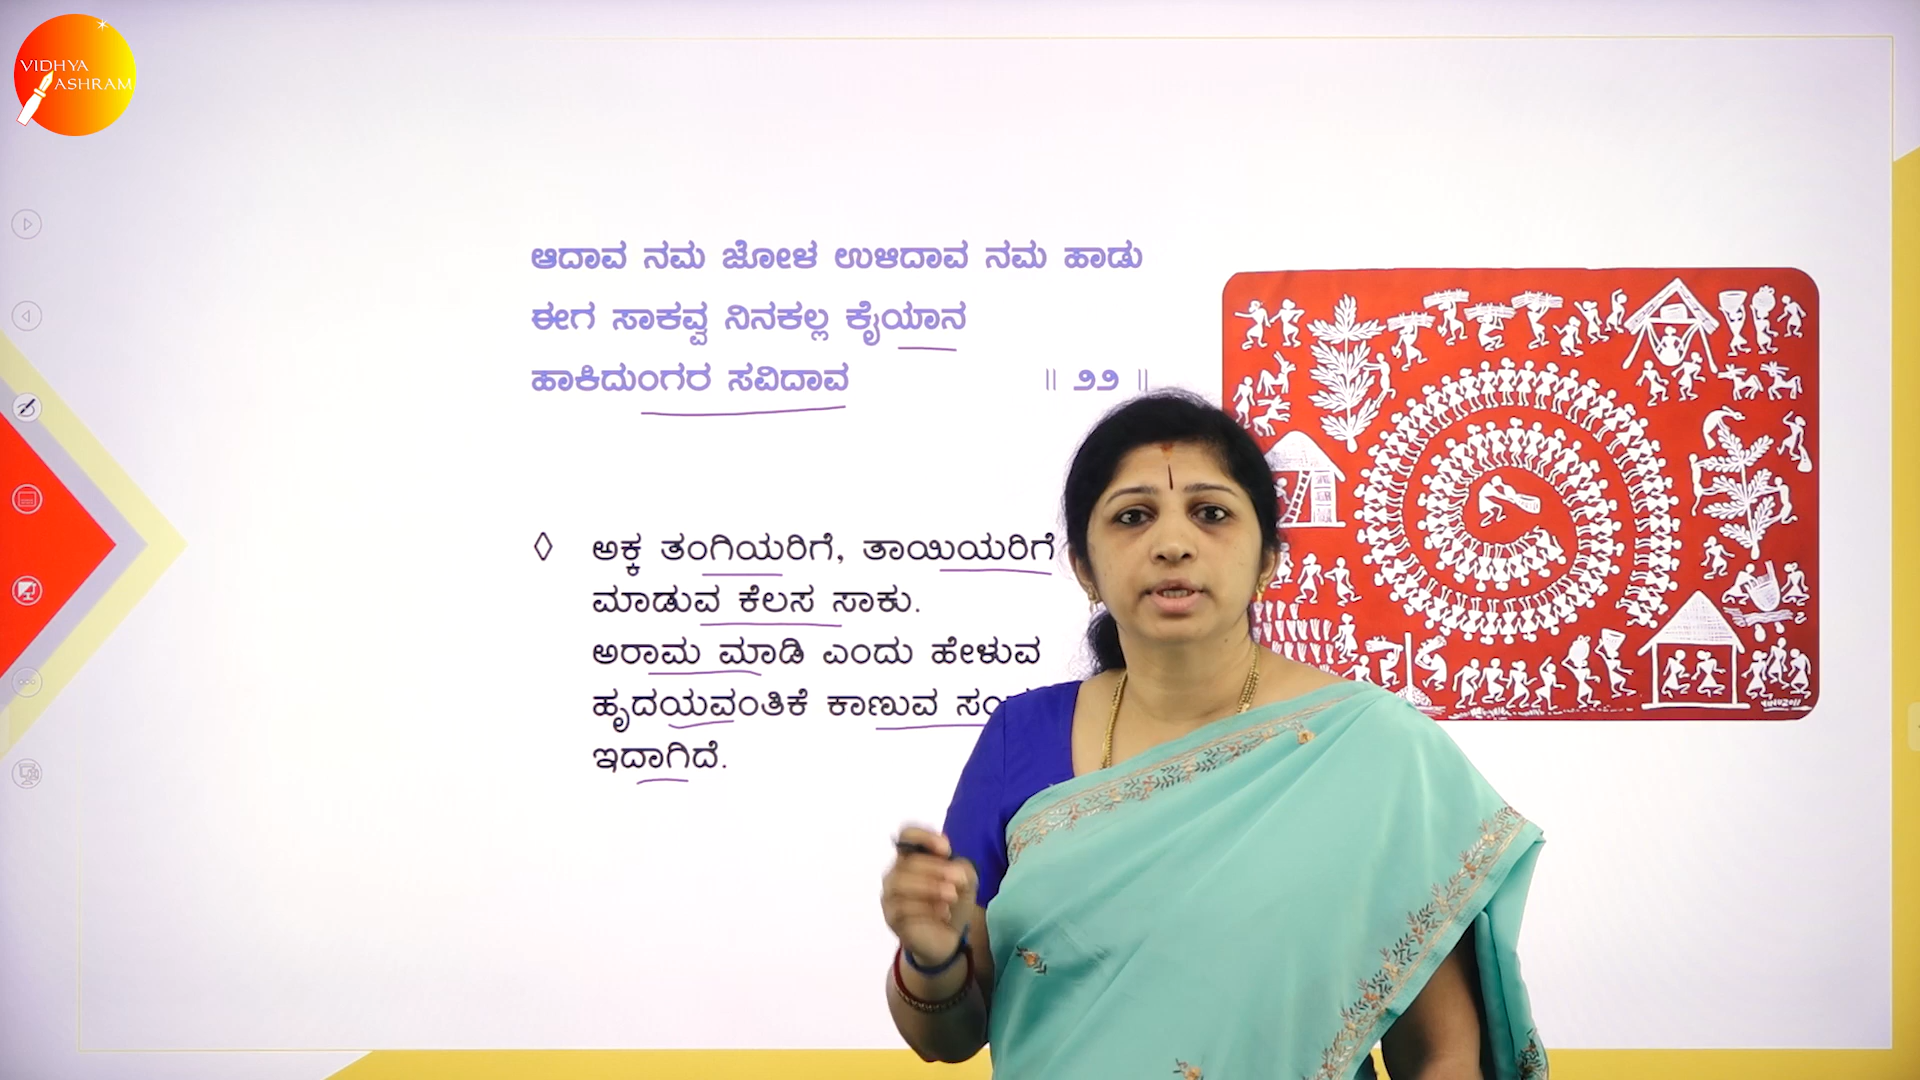 VIDHYA
ASHRAM
ಆದಾವ ನಮ ಜೋಳ ಉಳಿದಾವ ನಮ ಹಾಡು
ಈಗ ಸಾಕವ್ವ ನಿನಕಲ್ಲ ಕೈಯಾನ
ಹಾಕಿದುಂಗರ ಸವಿದಾವ ॥ ೨೨ ॥
◊ ಅಕ್ಕ ತಂಗಿಯರಿಗೆ, ತಾಯಿಯರಿಗೆ
ಮಾಡುವ ಕೆಲಸ ಸಾಕು.
ಅರಾಮ ಮಾಡಿ ಎಂದು ಹೇಳುವ
ಹೃದಯವಂತಿಕೆ ಕಾಣುವ
ಇದಾಗಿದೆ.